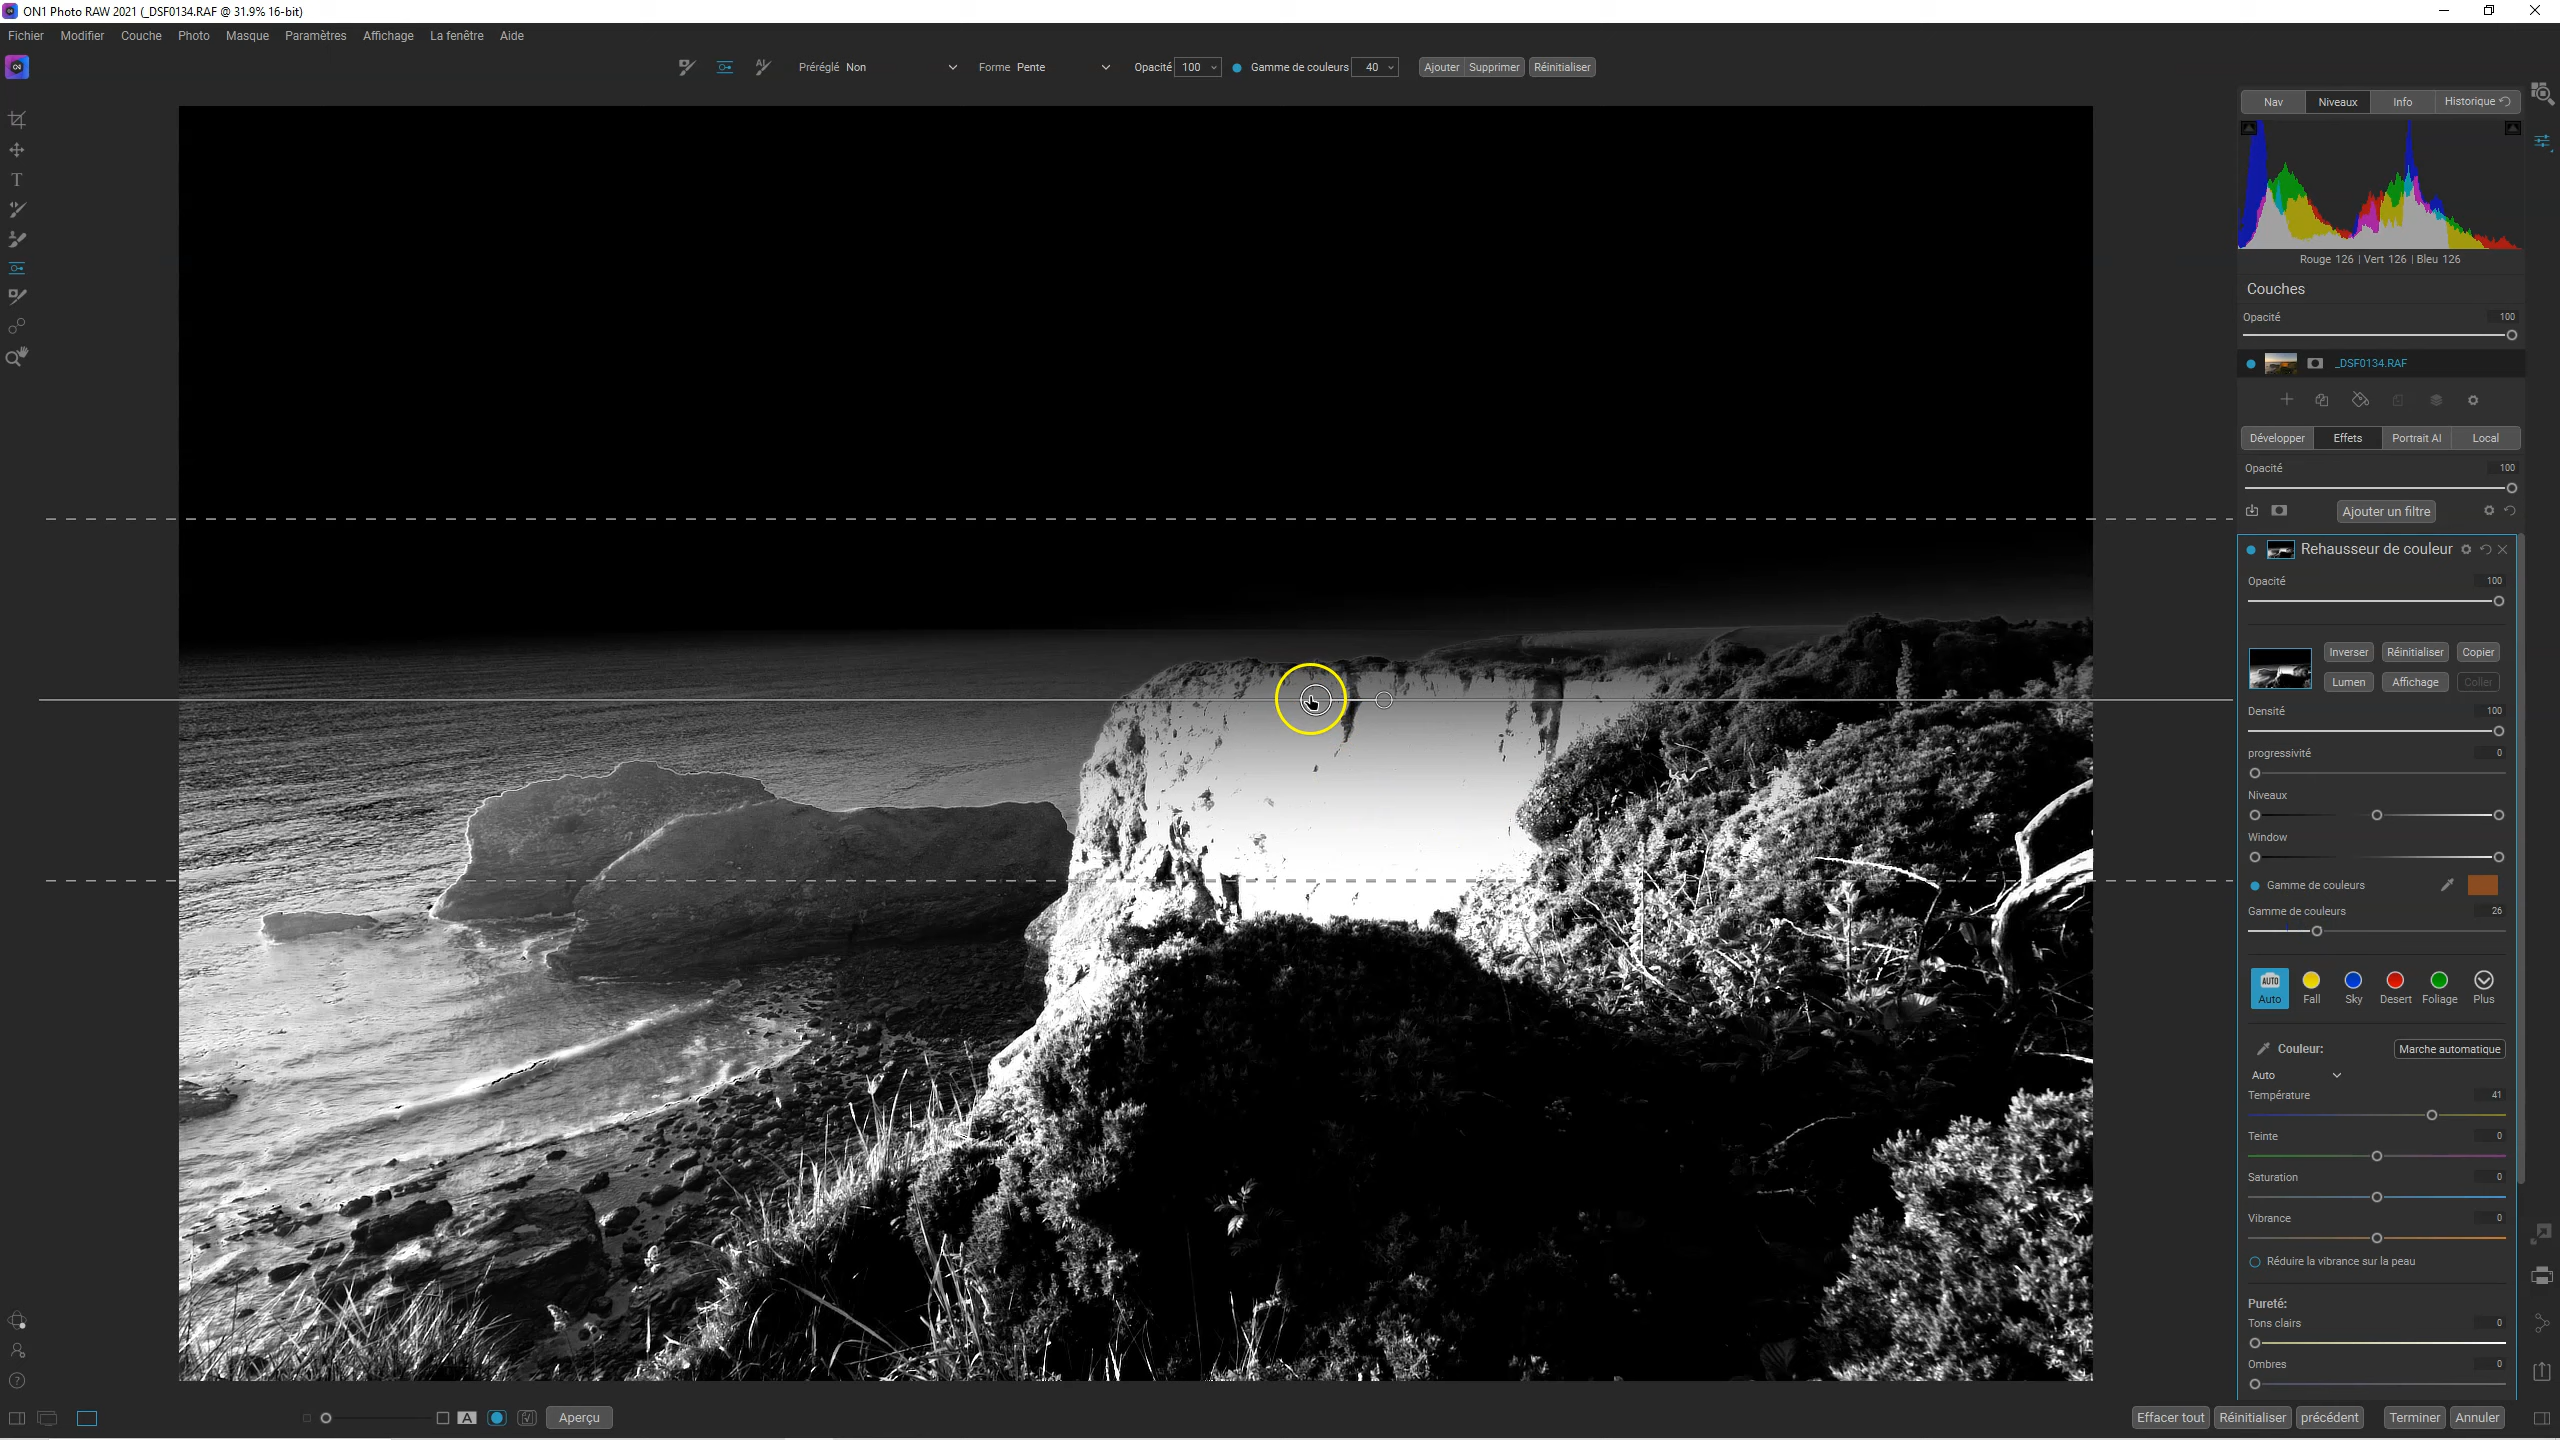 ON1 Photo RAW 2021 (_DSF0134.RAF @ 31.9% 16-bit)
Fichier Modifier Couche Photo Masque Paramètres Affichage La fenêtre Aide
Préréglé Non Forme Pente Opacité 100 Gamme de couleurs 40 Ajouter Supprimer Réinitialiser
Nav Niveaux Info Historique
Rouge 126 | Vert 126 | Bleu 126
Couches
Opacité 100
_DSF0134.RAF
Développer Effets Portrait AI Local
Opacité 100
Ajouter un filtre
Rehausseur de couleur
Opacité 100
Inverser Réinitialiser Copier
Lumen Affichage Coller
Densité 100
progressivité 0
Niveaux
Window
Gamme de couleurs
Gamme de couleurs 26
AUTO
Auto Fall Sky Desert Foliage Plus
Couleur: Marche automatique
Auto
Température 41
Teinte 0
Saturation 0
Vibrance 0
Réduire la vibrance sur la peau
Pureté:
Tons clairs 0
Ombres 0
A Aperçu
Effacer tout Réinitialiser précédent Terminer Annuler